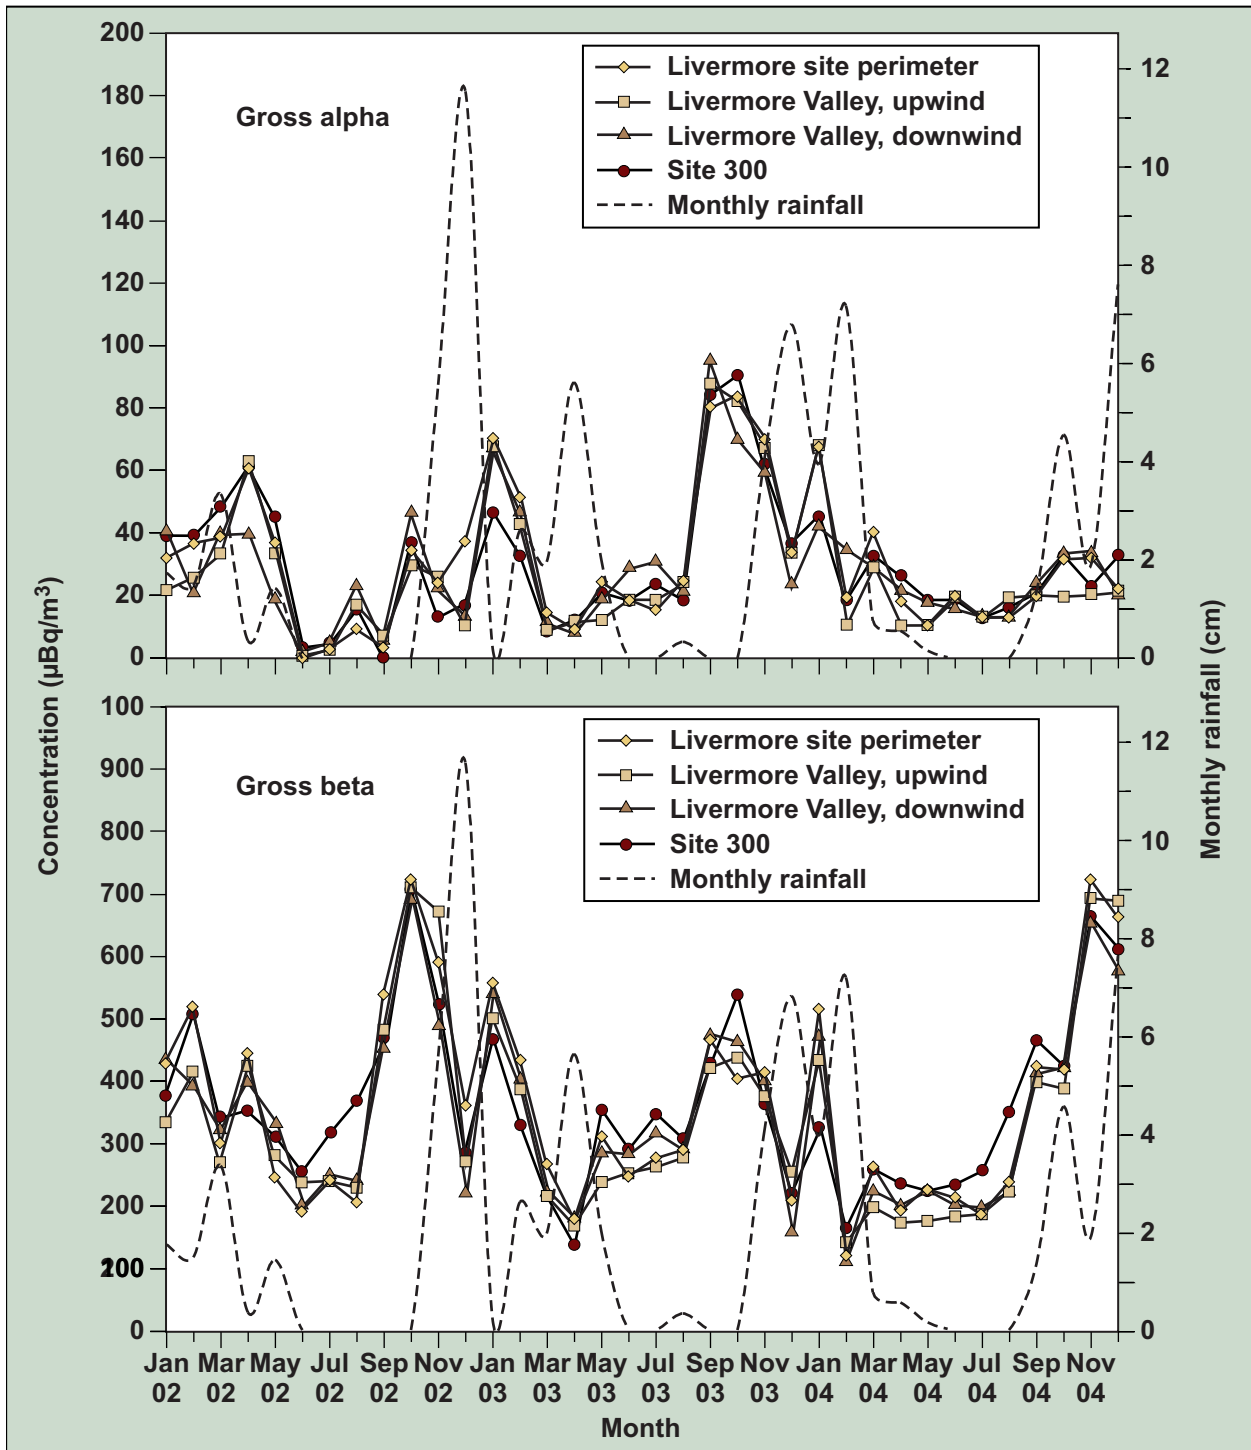 200
180
160
140
120
100
80
60
40
20
0
12
10
8
6
4
2
0
Gross alpha
Livermore site perimeter
Livermore Valley, upwind
Livermore Valley, downwind
Site 300
Monthly rainfall
Concentration (µBq/m³)
Monthly rainfall (cm)
100
900
800
700
600
500
400
300
200
100
0
12
10
8
6
4
2
0
Gross beta
Livermore site perimeter
Livermore Valley, upwind
Livermore Valley, downwind
Site 300
Monthly rainfall
Jan Mar May Jul Sep Nov Jan Mar May Jul Sep Nov Jan Mar May Jul Sep Nov
02 02 02 02 02 02 03 03 03 03 03 03 04 04 04 04 04 04
Month